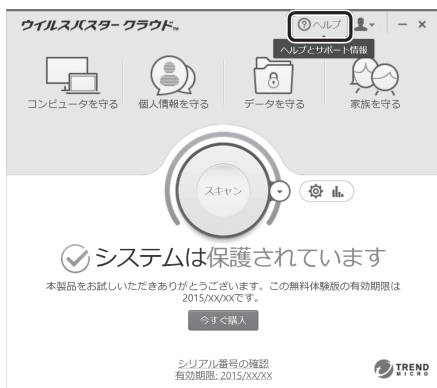 ウイルスバスター クラウド™
ヘルプ
ヘルプとサポート情報
コンピュータを守る
個人情報を守る
データを守る
家族を守る
スキャン
システムは保護されています
本製品をお試しいただきありがとうございます。この無料体験版の有効期限は
2015/XX/XXです。
今すぐ購入
シリアル番号の確認
有効期限: 2015/XX/XX
TREND
MICRO